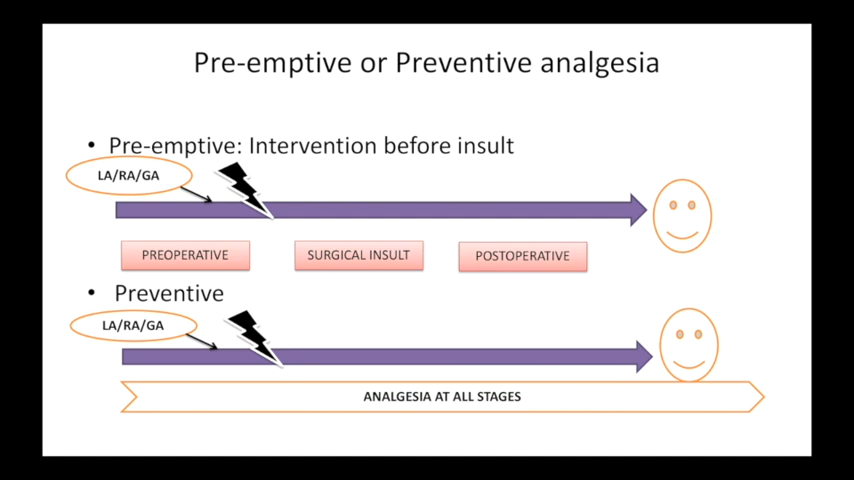 Pre-emptive or Preventive analgesia
• Pre-emptive: Intervention before insult
LA/RA/GA
PREOPERATIVE
SURGICAL INSULT
POSTOPERATIVE
• Preventive
LA/RA/GA
ANALGESIA AT ALL STAGES